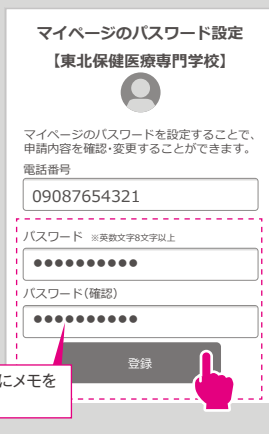 マイページのパスワード設定
【東北保健医療専門学校】
マイページのパスワードを設定することで、
申請内容を確認・変更することができます。
電話番号
09087654321
パスワード ※英数文字8文字以上
●●●●●●●●●●
パスワード(確認)
●●●●●●●●●●
登録
にメモを